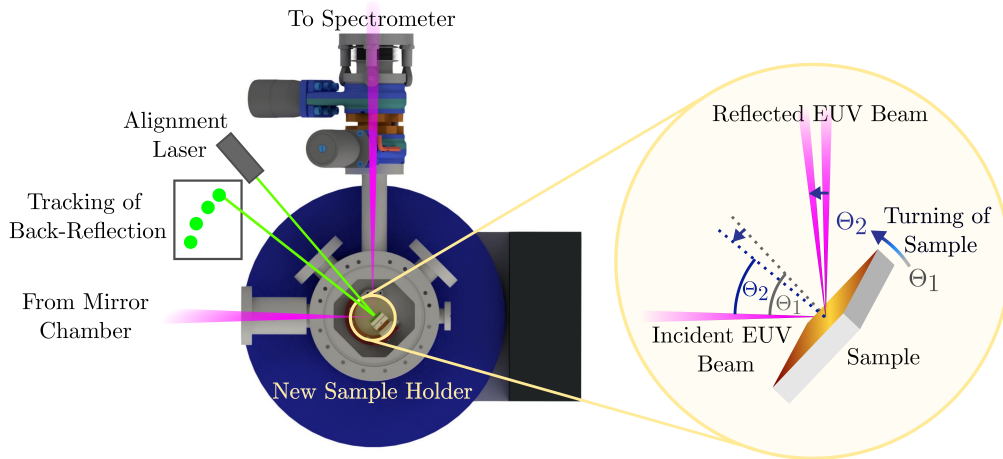 To Spectrometer
Alignment
Laser
Tracking of
Back-Reflection
From Mirror
Chamber
New Sample Holder
Reflected EUV Beam
Θ2
Turning of
Sample
Θ1
Θ2
Θ1
Incident EUV
Beam
Sample